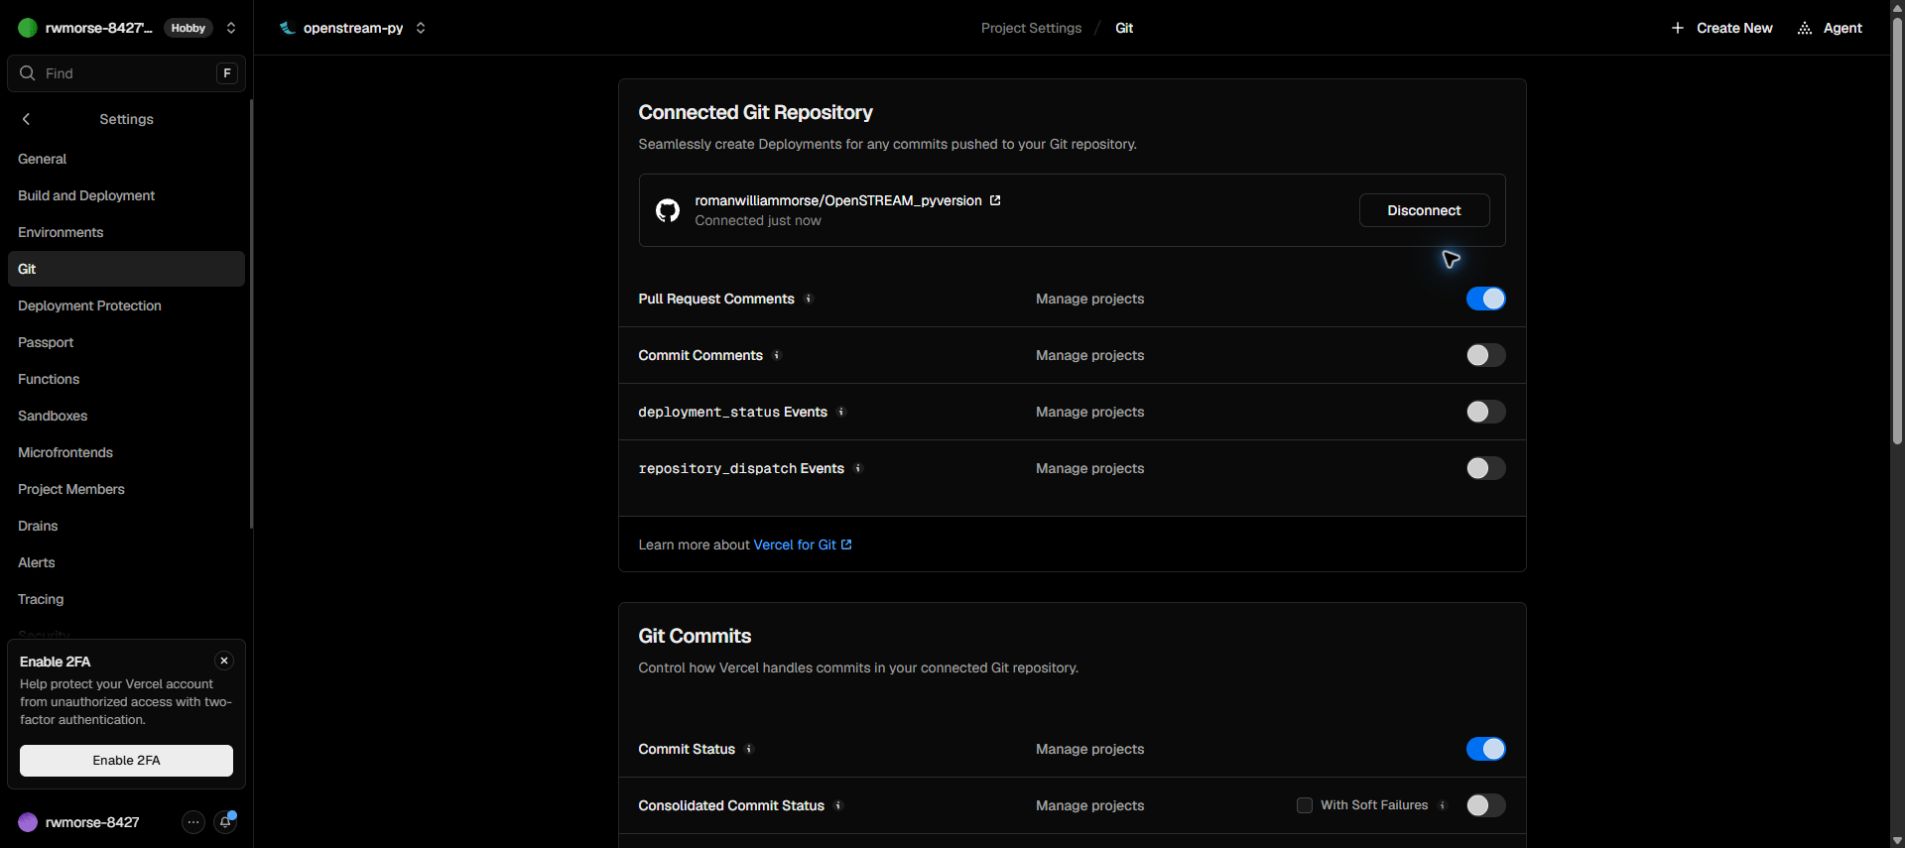 rwmorse-8427'... Hobby
openstream-py
Project Settings / Git
Create New
Agent
Find F
Settings
General
Build and Deployment
Environments
Git
Deployment Protection
Passport
Functions
Sandboxes
Microfrontends
Project Members
Drains
Alerts
Tracing
Security
Enable 2FA
Help protect your Vercel account
from unauthorized access with two-
factor authentication.
Enable 2FA
rwmorse-8427
Connected Git Repository
Seamlessly create Deployments for any commits pushed to your Git repository.
romanwilliammorse/OpenSTREAM_pyversion
Connected just now
Disconnect
Pull Request Comments Manage projects
Commit Comments Manage projects
deployment_status Events Manage projects
repository_dispatch Events Manage projects
Learn more about Vercel for Git
Git Commits
Control how Vercel handles commits in your connected Git repository.
Commit Status Manage projects
Consolidated Commit Status Manage projects With Soft Failures